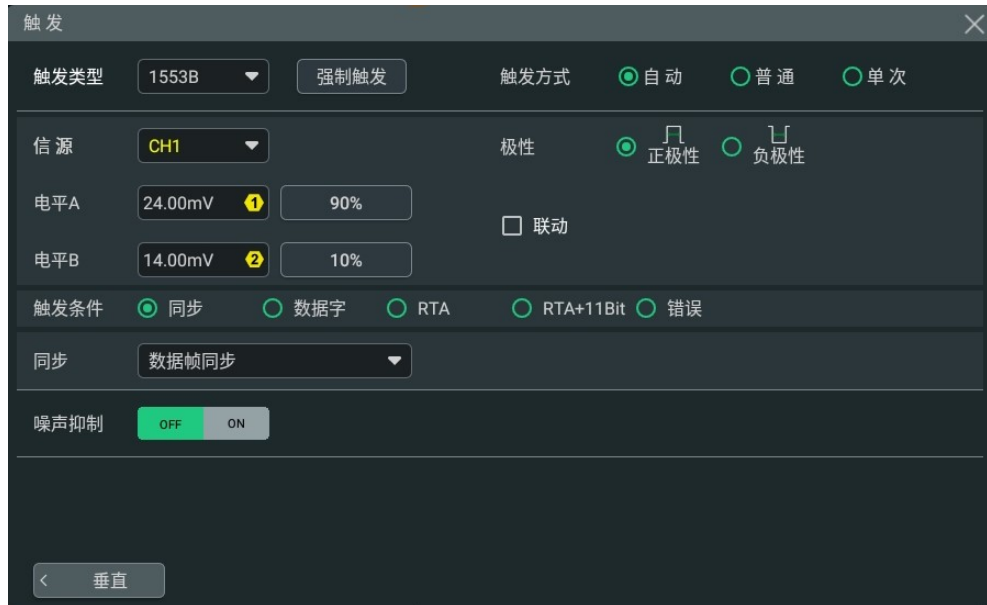 触发
触发类型 1553B 强制触发 触发方式 自动 普通 单次
信源 CH1 极性 正极性 负极性
电平A 24.00mV 1 90%
联动
电平B 14.00mV 2 10%
触发条件 同步 数据字 RTA RTA+11Bit 错误
同步 数据帧同步
噪声抑制 OFF ON
垂直